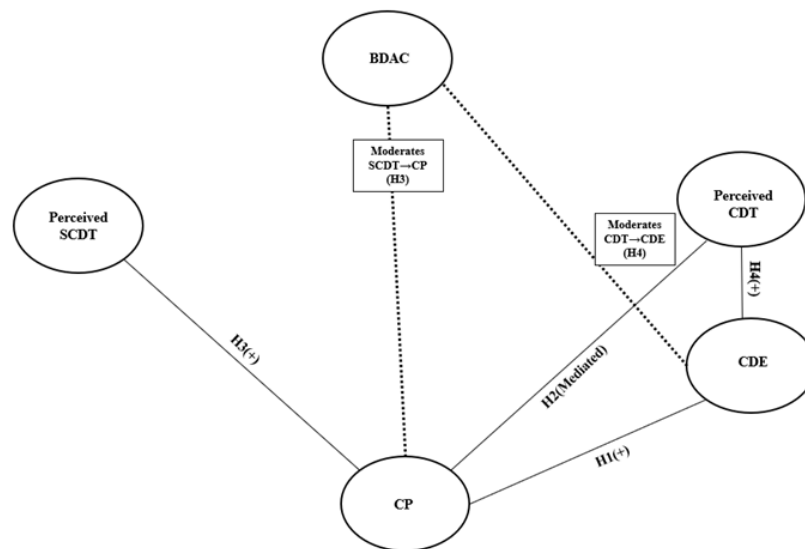 BDAC
Moderates
SCDT→CP
(H3)
Perceived
SCDT
Perceived
CDT
Moderates
CDT→CDE
(H4)
H4(+)
H3(+)
H2(Mediated)
CDE
H1(+)
CP